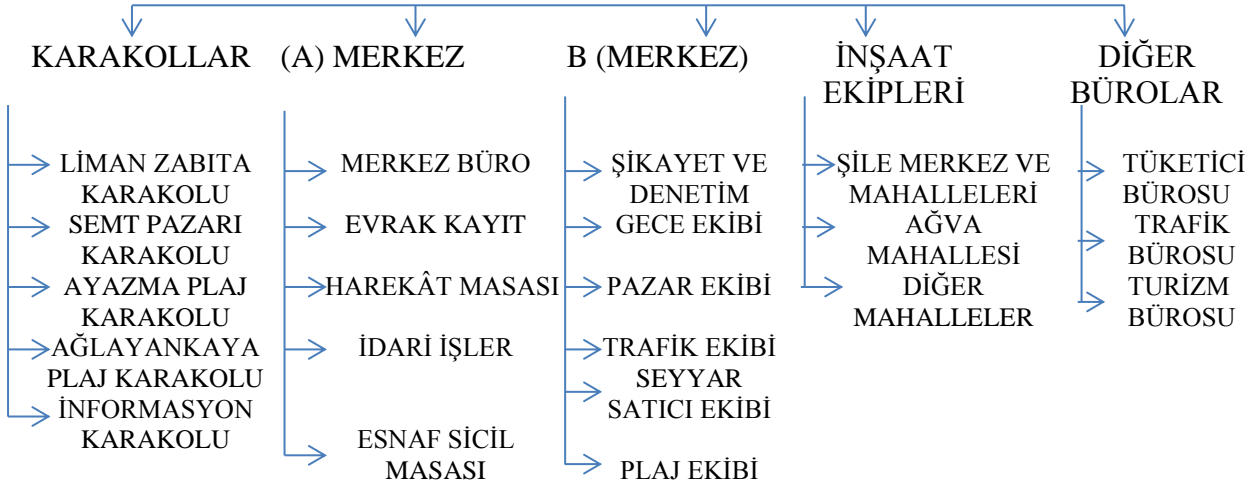 KARAKOLLAR
LİMAN ZABITA
KARAKOLU
SEMT PAZARI
KARAKOLU
AYAZMA PLAJ
KARAKOLU
AĞLAYANKAYA
PLAJ KARAKOLU
İNFORMASYON
KARAKOLU
(A) MERKEZ
MERKEZ BÜRO
EVRAK KAYIT
HAREKÂT MASASI
İDARİ İŞLER
ESNAF SİCİL
MASASI
B (MERKEZ)
ŞİKAYET VE
DENETİM
GECE EKİBİ
PAZAR EKİBİ
TRAFİK EKİBİ
SEYYAR
SATICI EKİBİ
PLAJ EKİBİ
İNŞAAT
EKİPLERİ
ŞİLE MERKEZ VE
MAHALLELERİ
AĞVA
MAHALLESİ
DİĞER
MAHALLELER
DİĞER
BÜROLAR
TÜKETİCİ
BÜROSU
TRAFİK
BÜROSU
TURİZM
BÜROSU